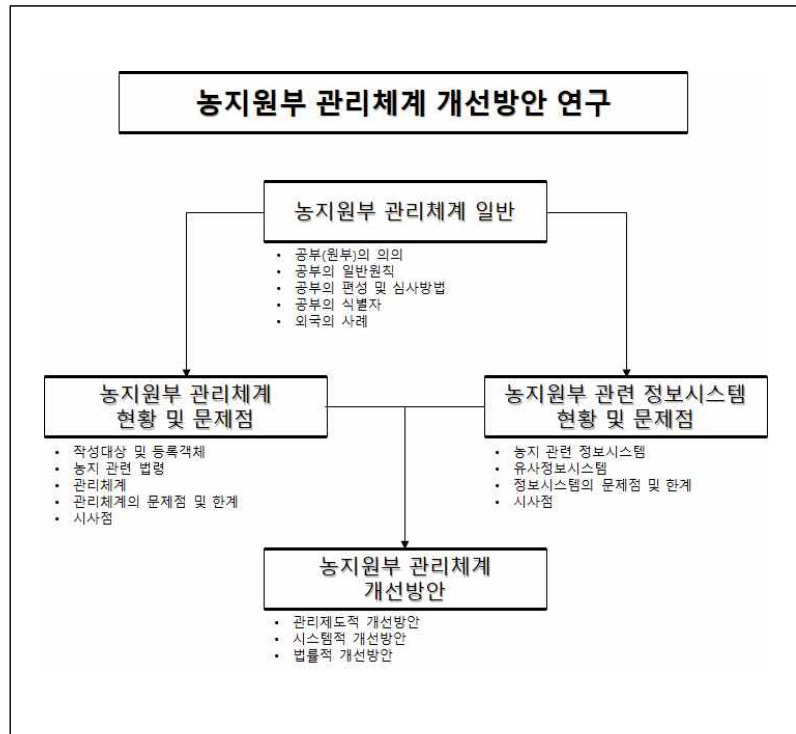 농지원부 관리체계 개선방안 연구
농지원부 관리체계 일반
• 공부(원부)의 의의
• 공부의 일반원칙
• 공부의 편성 및 심사방법
• 공부의 식별자
• 외국의 사례
농지원부 관리체계
현황 및 문제점
• 작성대상 및 등록객체
• 농지 관련 법령
• 관리체계
• 관리체계의 문제점 및 한계
• 시사점
농지원부 관련 정보시스템
현황 및 문제점
• 농지 관련 정보시스템
• 유사정보시스템
• 정보시스템의 문제점 및 한계
• 시사점
농지원부 관리체계
개선방안
• 관리제도적 개선방안
• 시스템적 개선방안
• 법률적 개선방안